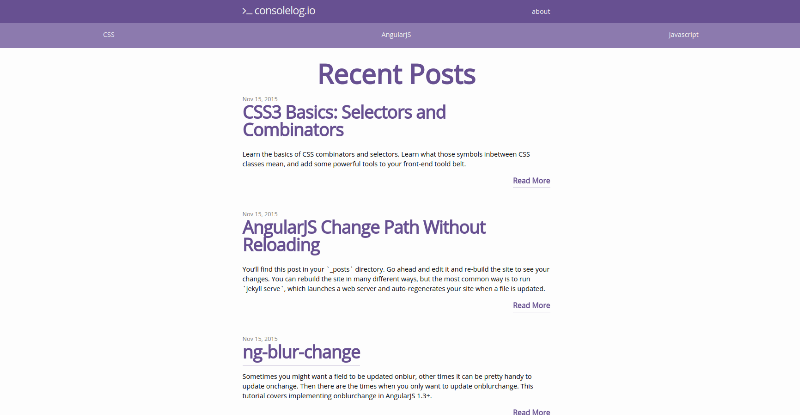 >_ consolelog.io
about
CSS
AngularJS
Javascript
Recent Posts
Nov 15, 2015
CSS3 Basics: Selectors and
Combinators
Learn the basics of CSS combinators and selectors. Learn what those symbols inbetween CSS
classes mean, and add some powerful tools to your front-end toold belt.
Read More
Nov 15, 2015
AngularJS Change Path Without
Reloading
You'll find this post in your `_posts` directory. Go ahead and edit it and re-build the site to see your
changes. You can rebuild the site in many different ways, but the most common way is to run
`jekyll serve`, which launches a web server and auto-regenerates your site when a file is updated.
Read More
Nov 15, 2015
ng-blur-change
Sometimes you might want a field to be updated onblur, other times it can be pretty handy to
update onchange. Then there are the times when you only want to update onblurchange. This
tutorial covers implementing onblurchange in AngularJS 1.3+.
Read More